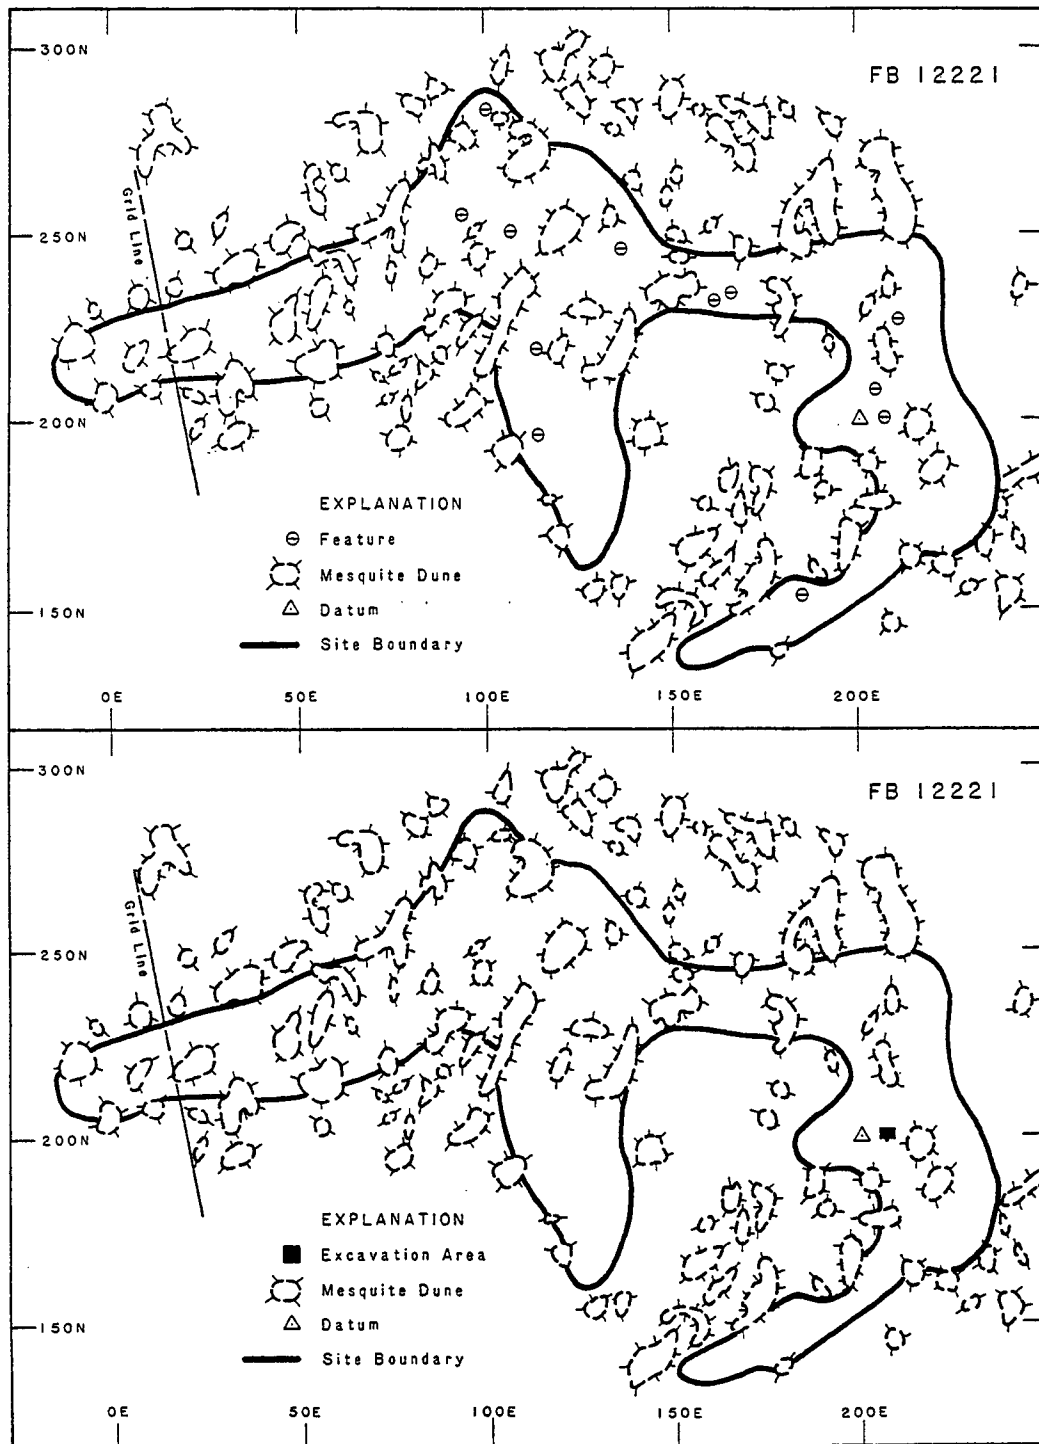 300N
FB 12221
Grid Line
250N
200N
EXPLANATION
Feature
Mesquite Dune
Datum
Site Boundary
150N
0E 50E 100E 150E 200E
300N
FB 12221
Grid Line
250N
200N
EXPLANATION
Excavation Area
Mesquite Dune
Datum
Site Boundary
150N
0E 50E 100E 150E 200E